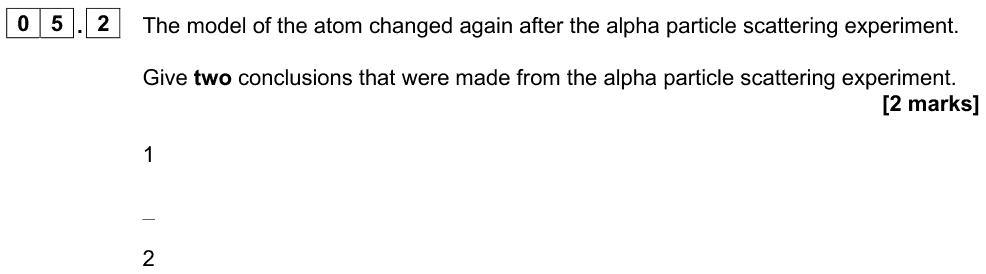 0 5 . 2 The model of the atom changed again after the alpha particle scattering experiment.
Give two conclusions that were made from the alpha particle scattering experiment.
[2 marks]
1
_
2